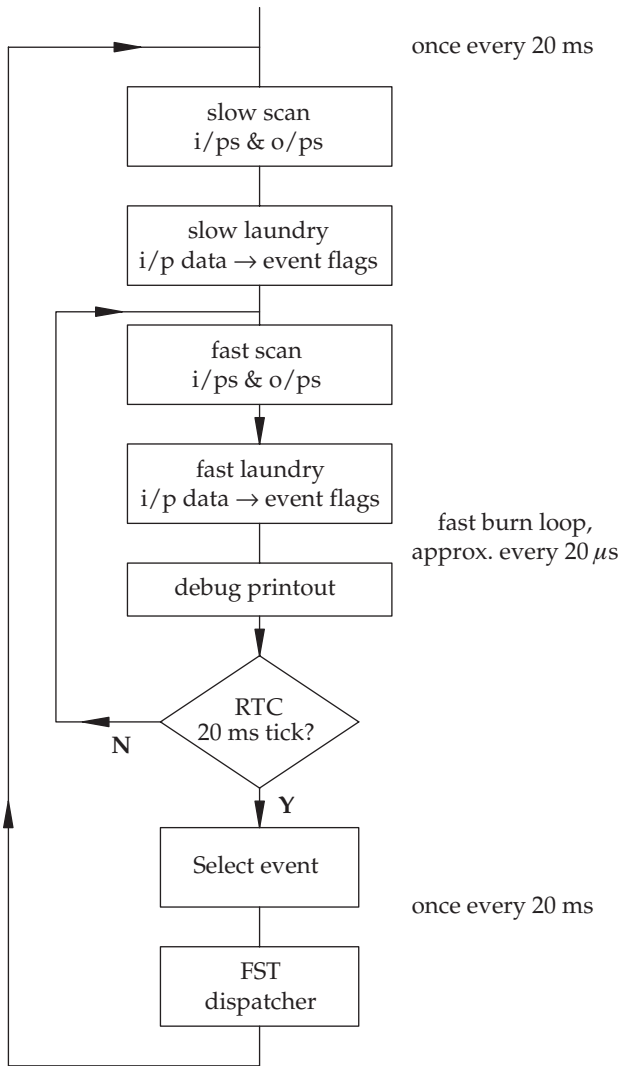 once every 20 ms
slow scan
i/ps & o/ps
slow laundry
i/p data → event flags
fast scan
i/ps & o/ps
fast laundry
i/p data → event flags
fast burn loop,
approx. every 20 μs
debug printout
RTC
20 ms tick?
N
Y
Select event
once every 20 ms
FST
dispatcher